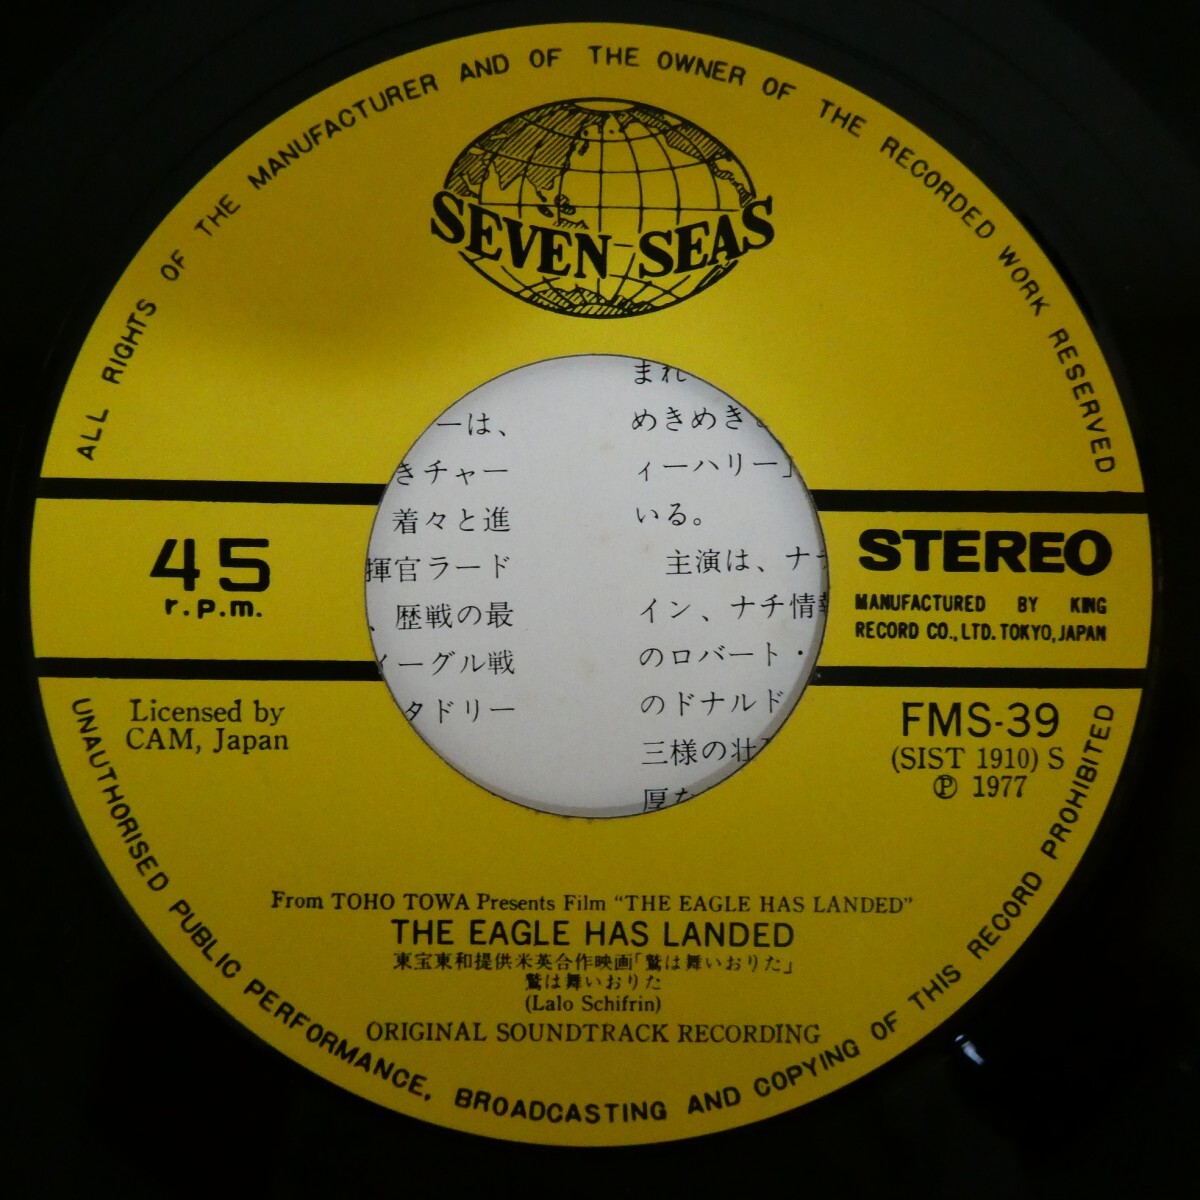 ALL RIGHTS OF THE MANUFACTURER AND OF THE OWNER OF THE RECORDED WORK RESERVED
SEVEN SEAS
ーは、
きチャー
着々と進
揮官ラード
、歴戦の最
ィーグル戦
タドリー
まれ
めきめき
ィーハリー」
いる。
主演は、ナチ
イン、ナチ情報
のロバート・
のドナルド
三様の壮
厚な
45
r.p.m.
STEREO
MANUFACTURED BY KING
RECORD CO., LTD. TOKYO, JAPAN
Licensed by
CAM, Japan
FMS-39
(SIST 1910) S
Ⓟ 1977
From TOHO TOWA Presents Film "THE EAGLE HAS LANDED"
THE EAGLE HAS LANDED
東宝東和提供米英合作映画「鷲は舞いおりた」
鷲は舞いおりた
(Lalo Schifrin)
ORIGINAL SOUNDTRACK RECORDING
UNAUTHORISED PUBLIC PERFORMANCE, BROADCASTING AND COPYING OF THIS RECORD PROHIBITED